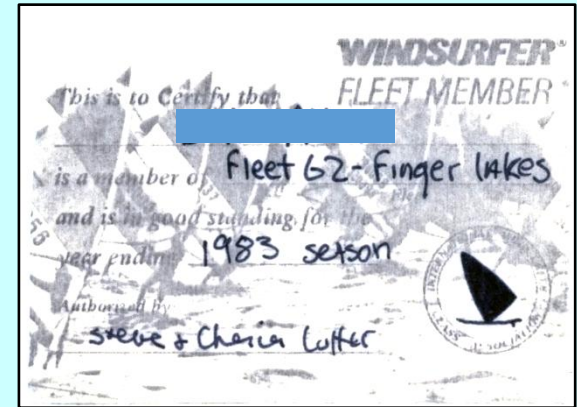 WINDSURFER®
FLEET MEMBER
This is to Certify that
is a member of Fleet 62 - Finger lakes
and is in good standing for the
year ending 1983 season
Authorized by
Steve &